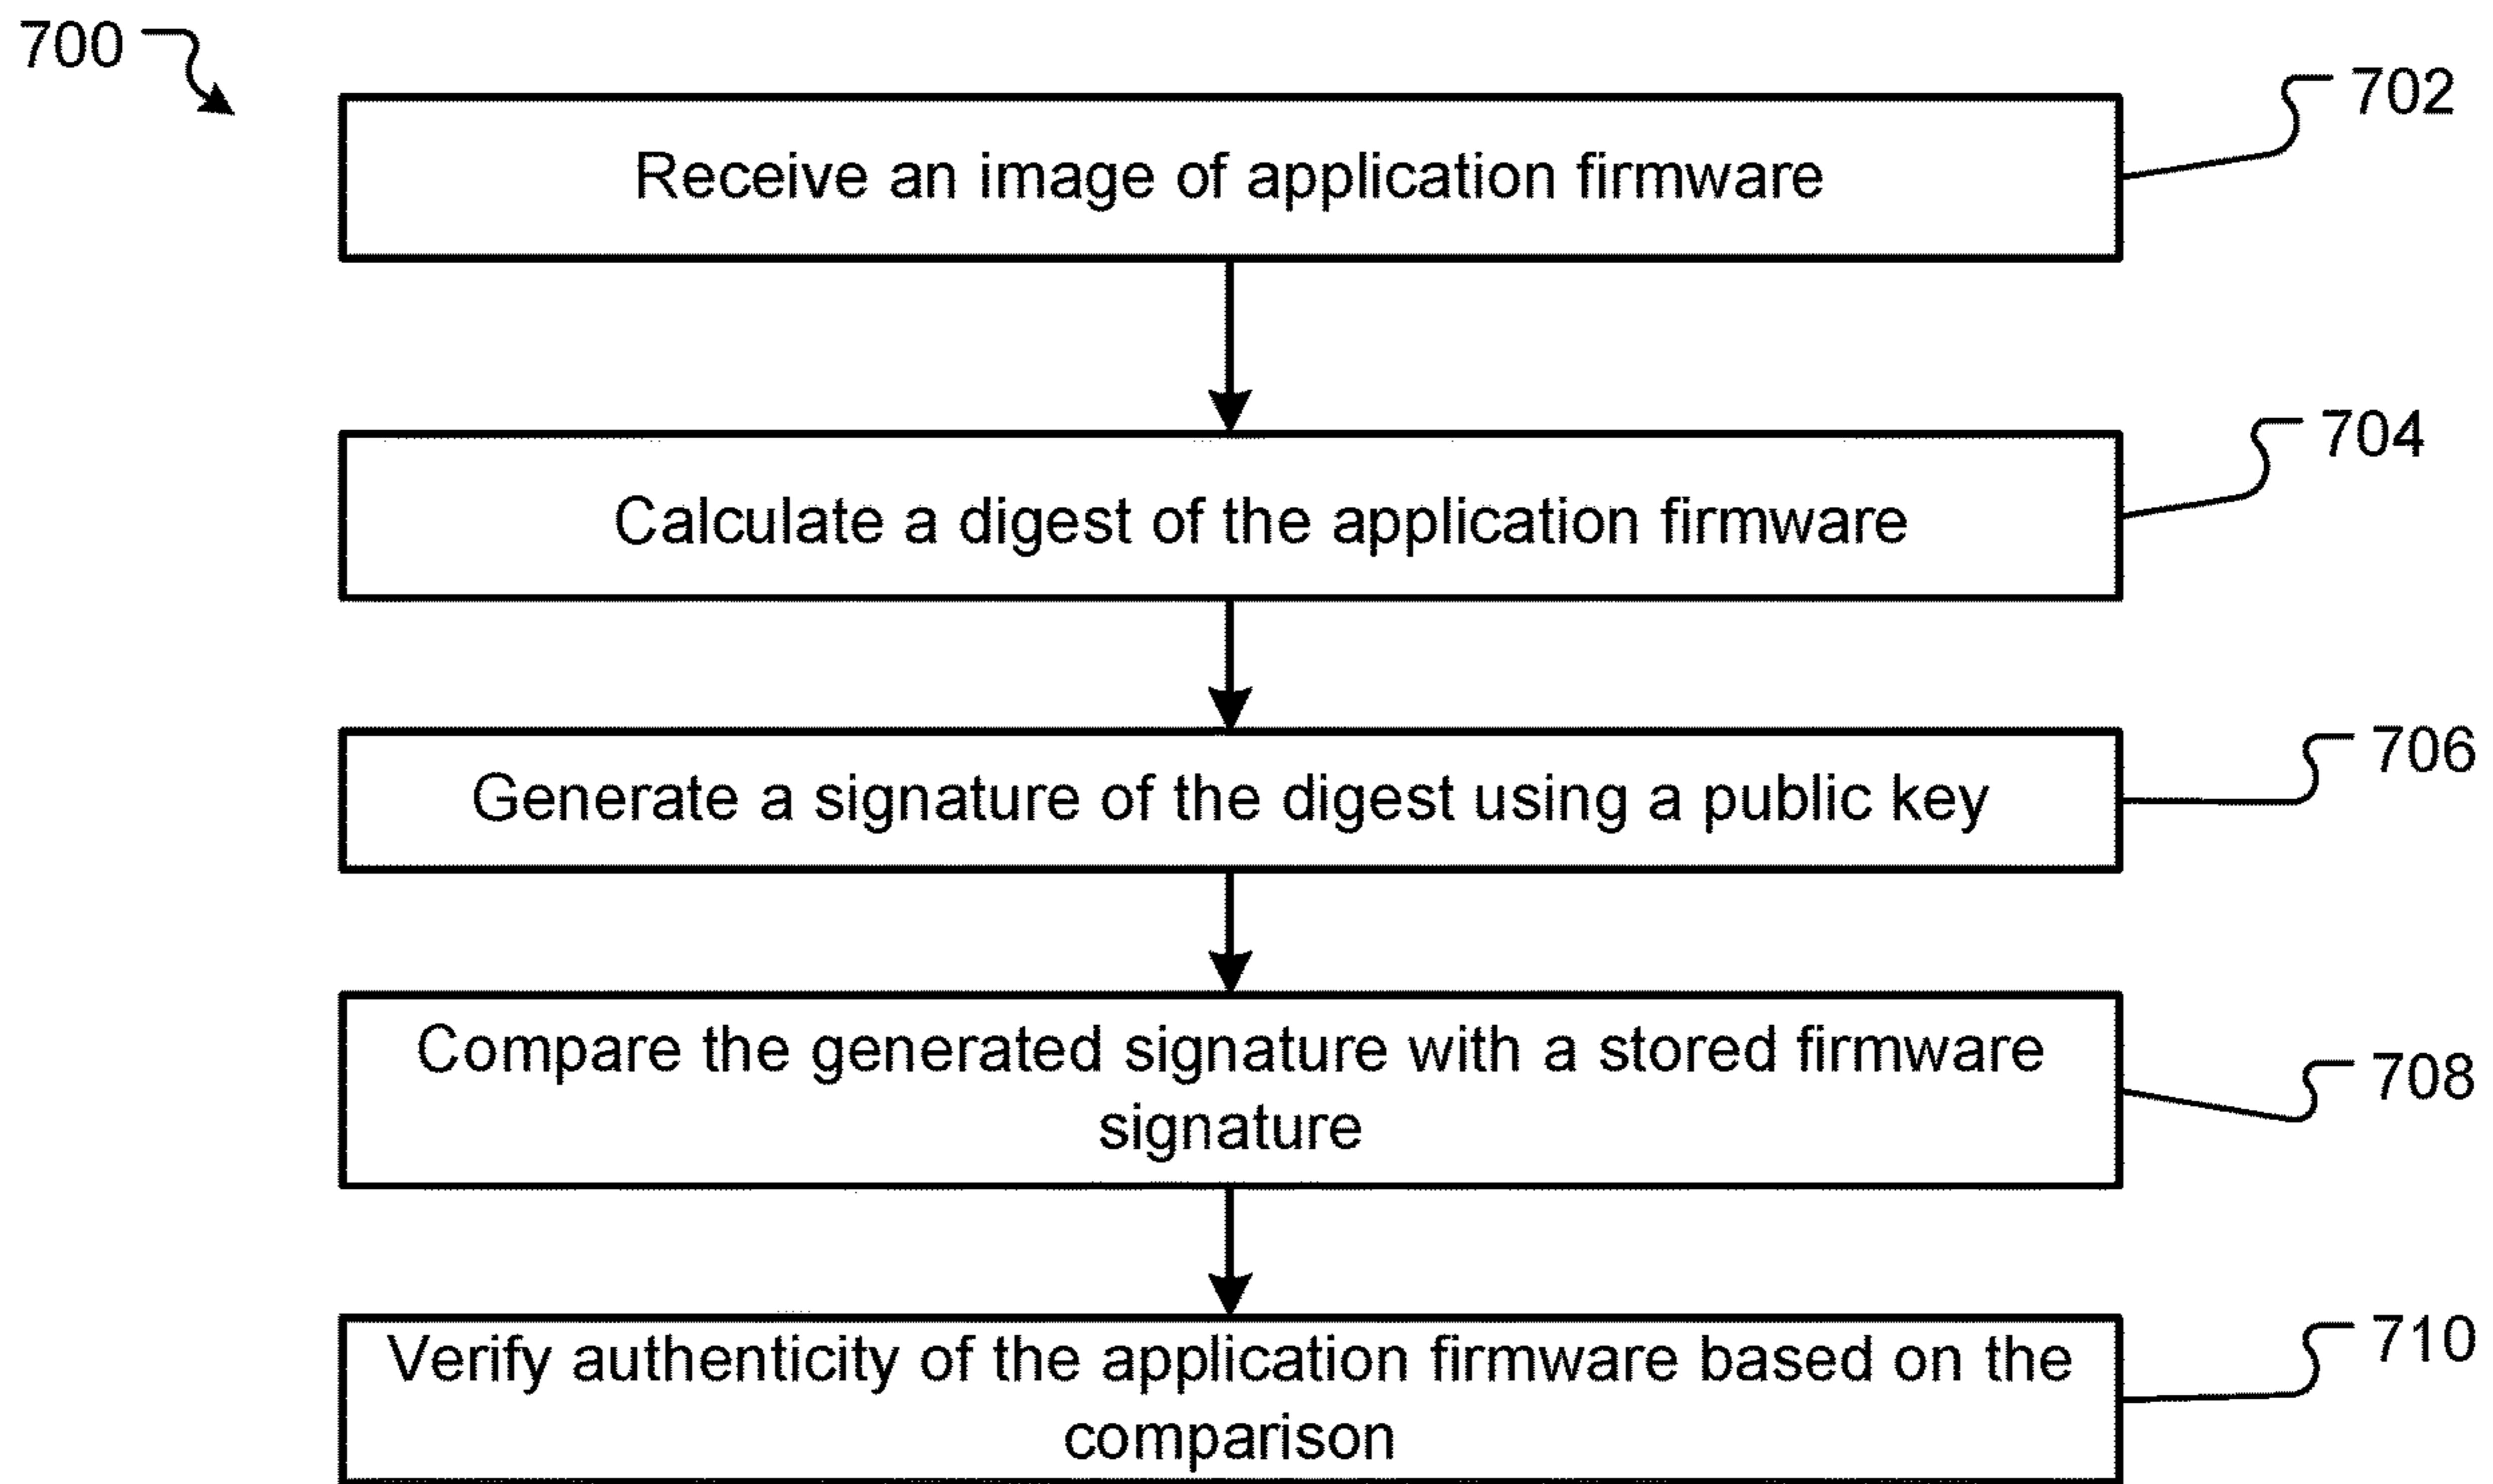 700
702
Receive an image of application firmware
704
Calculate a digest of the application firmware
706
Generate a signature of the digest using a public key
708
Compare the generated signature with a stored firmware
signature
710
Verify authenticity of the application firmware based on the
comparison